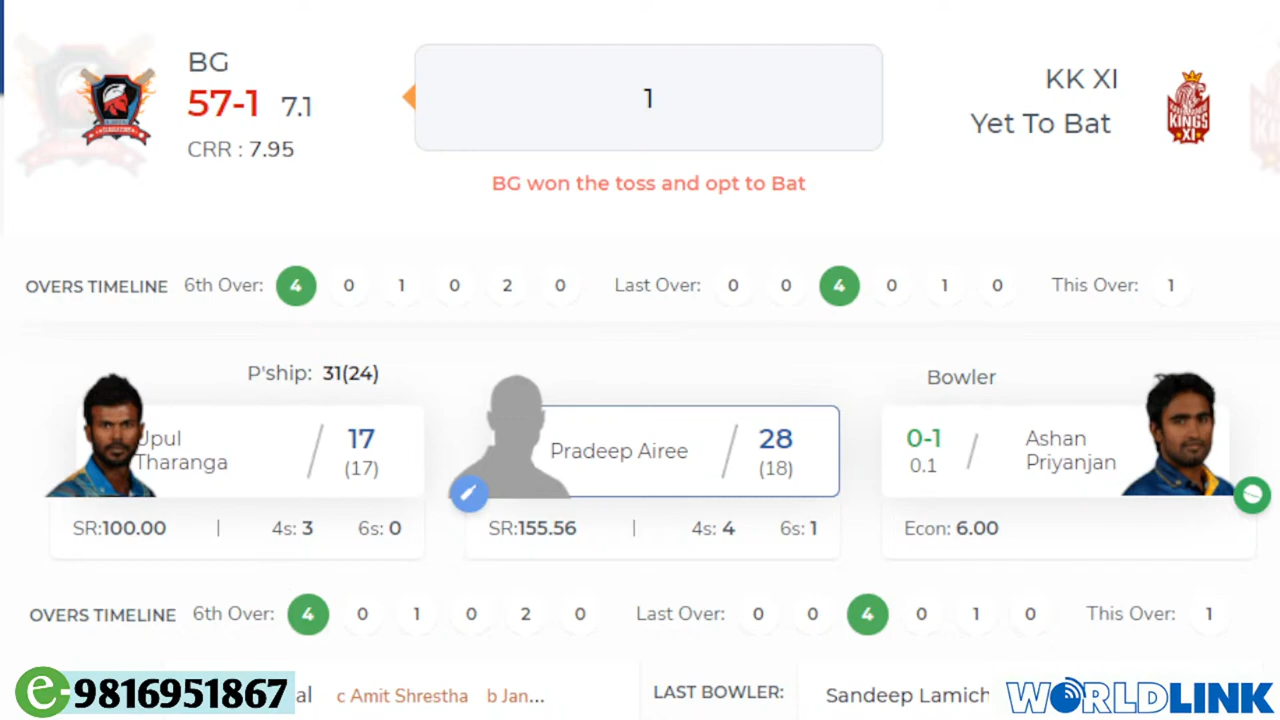 BG
57-1 7.1
CRR : 7.95
1
KK XI
Yet To Bat
KINGS
XI
BG won the toss and opt to Bat
OVERS TIMELINE 6th Over: 4 0 1 0 2 0 Last Over: 0 0 4 0 1 0 This Over: 1
P'ship: 31(24)
Upul
Tharanga
17
(17)
SR:100.00 | 4s: 3 6s: 0
Pradeep Airee
28
(18)
SR:155.56 | 4s: 4 6s: 1
Bowler
0-1
0.1
Ashan
Priyanjan
Econ: 6.00
OVERS TIMELINE 6th Over: 4 0 1 0 2 0 Last Over: 0 0 4 0 1 0 This Over: 1
e-9816951867
al c Amit Shrestha b Jan...
LAST BOWLER: Sandeep Lamich
WORLDLINK